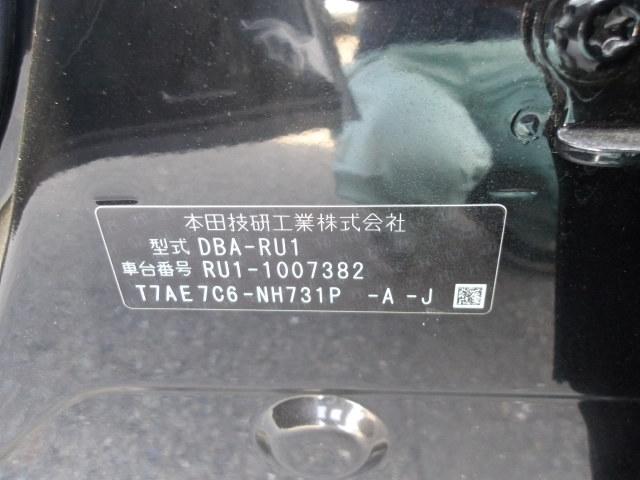 本田技研工業株式会社
型式 DBA-RU1
車台番号 RU1-1007382
T7AE7C6-NH731P -A -J